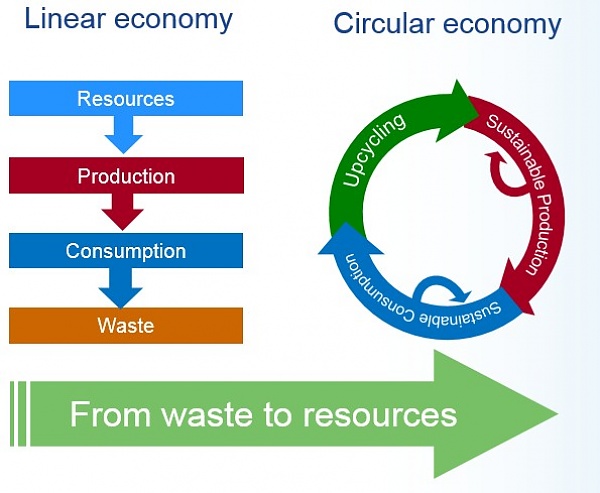 Linear economy
Circular economy
Resources
Production
Consumption
Waste
Upcycling
Sustainable Production
Sustainable Consumption
From waste to resources